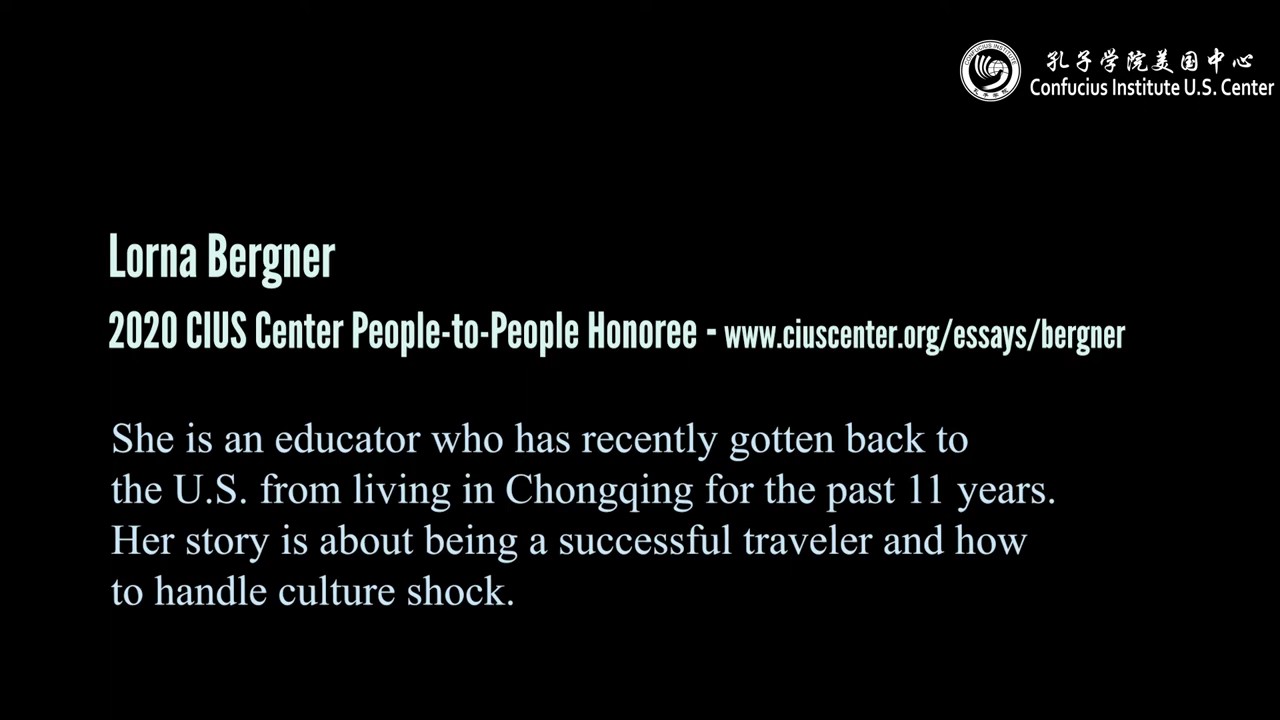 孔子学院美国中心
Confucius Institute U.S. Center
Lorna Bergner
2020 CIUS Center People-to-People Honoree - www.ciuscenter.org/essays/bergner
She is an educator who has recently gotten back to
the U.S. from living in Chongqing for the past 11 years.
Her story is about being a successful traveler and how
to handle culture shock.